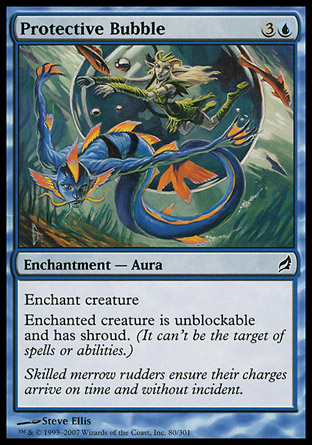 Protective Bubble 3
Enchantment — Aura
Enchant creature
Enchanted creature is unblockable
and has shroud. (It can't be the target of
spells or abilities.)
Skilled merrow rudders ensure their charges
arrive on time and without incident.
Steve Ellis
™ & © 1993–2007 Wizards of the Coast, Inc. 80/301